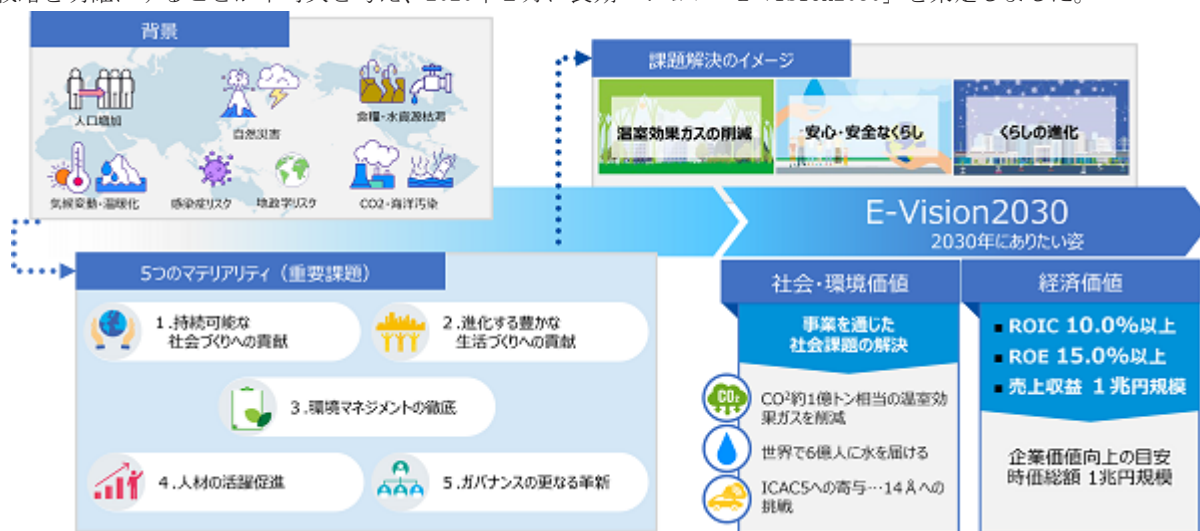 背景
人口増加
自然災害
食糧・水資源枯渇
気候変動・温暖化
感染症リスク
地政学リスク
CO2・海洋汚染
課題解決のイメージ
温室効果ガスの削減
安心・安全なくらし
くらしの進化
E-Vision2030
2030年にありたい姿
5つのマテリアリティ（重要課題）
1.持続可能な
社会づくりへの貢献
2.進化する豊かな
生活づくりへの貢献
3.環境マネジメントの徹底
4.人材の活躍促進
5.ガバナンスの更なる革新
社会・環境価値
事業を通じた
社会課題の解決
CO₂
CO²約1億トン相当の温室効
果ガスを削減
世界で6億人に水を届ける
ICAC5への寄与…14Åへの
挑戦
経済価値
▪ ROIC 10.0%以上
▪ ROE 15.0%以上
▪ 売上収益 1兆円規模
企業価値向上の目安
時価総額 1兆円規模